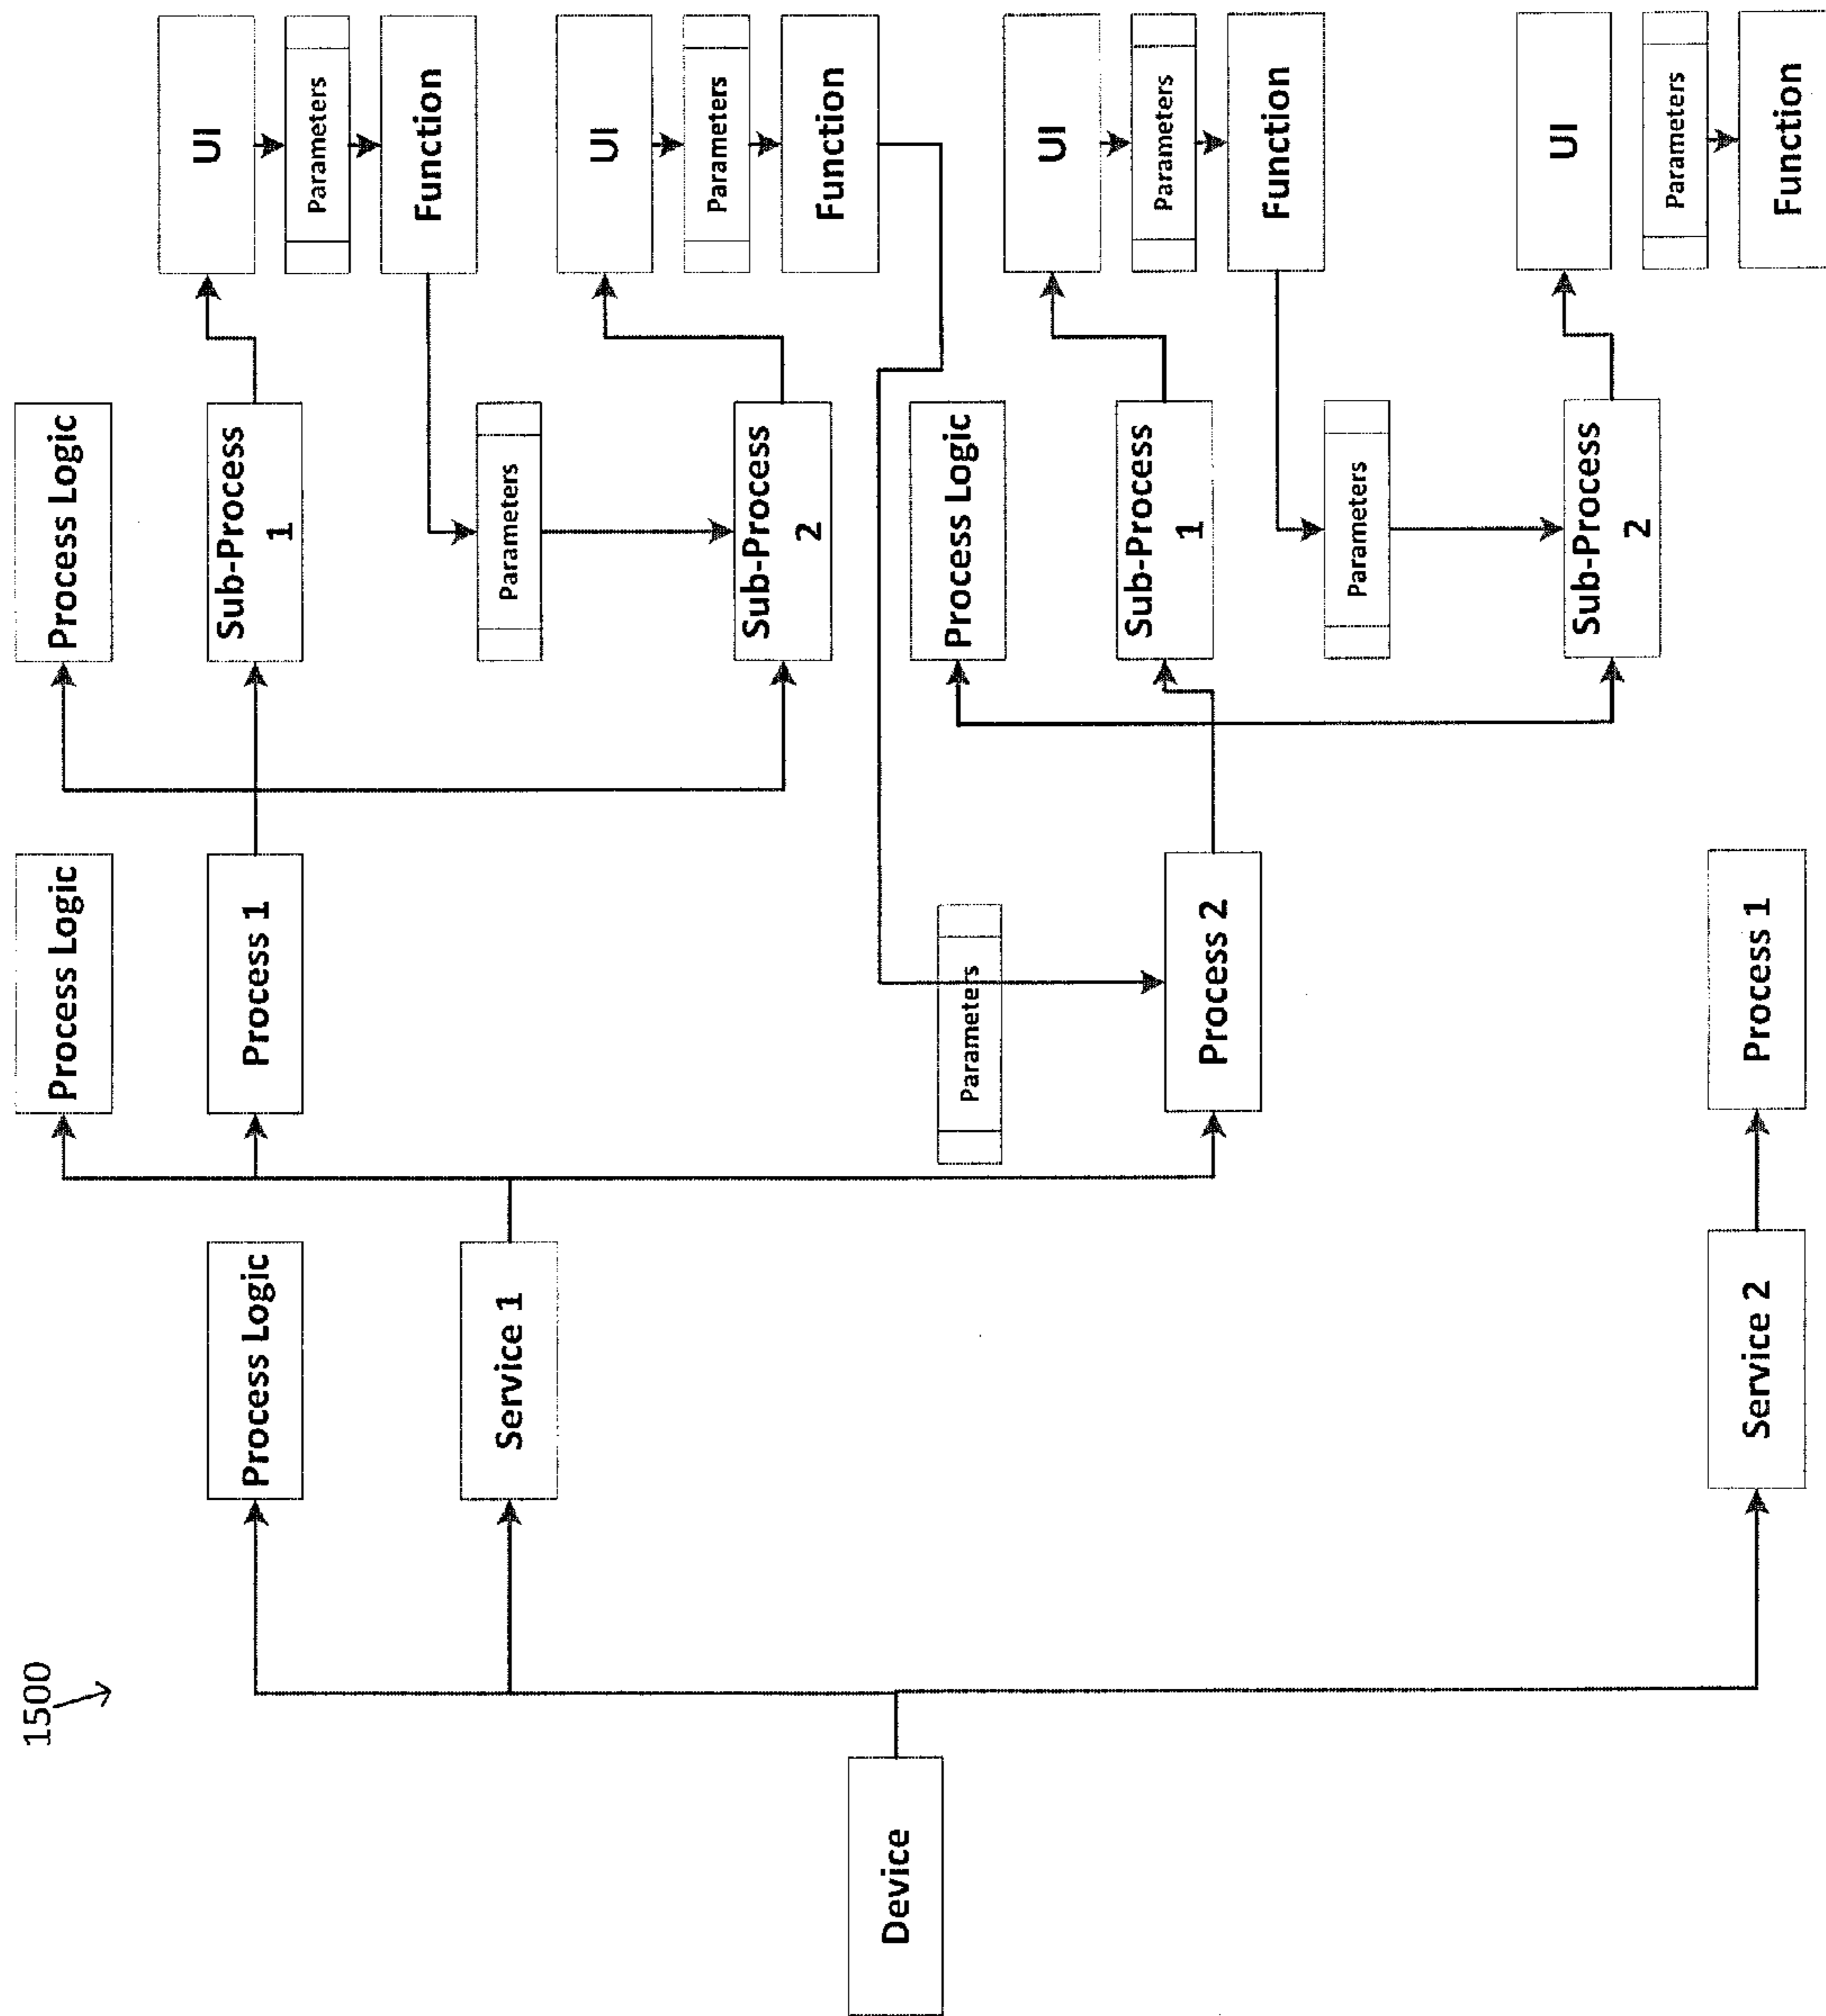 1500
Process Logic
Process Logic
UI
Process Logic
Process 1
Sub-Process
1
Parameters
Function
Service 1
Parameters
UI
Parameters
Sub-Process
2
Function
Device
Parameters
Process Logic
UI
Process 2
Sub-Process
1
Parameters
Function
Parameters
UI
Sub-Process
2
Parameters
Service 2
Process 1
Function